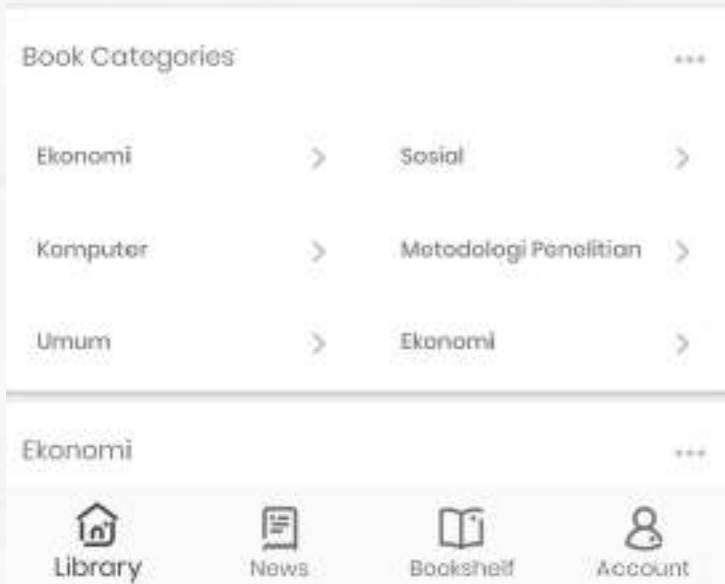 Book Categories
Ekonomi
Sosial
Komputer
Metodologi Penelitian
Umum
Ekonomi
Ekonomi
Library
News
Bookshelf
Account